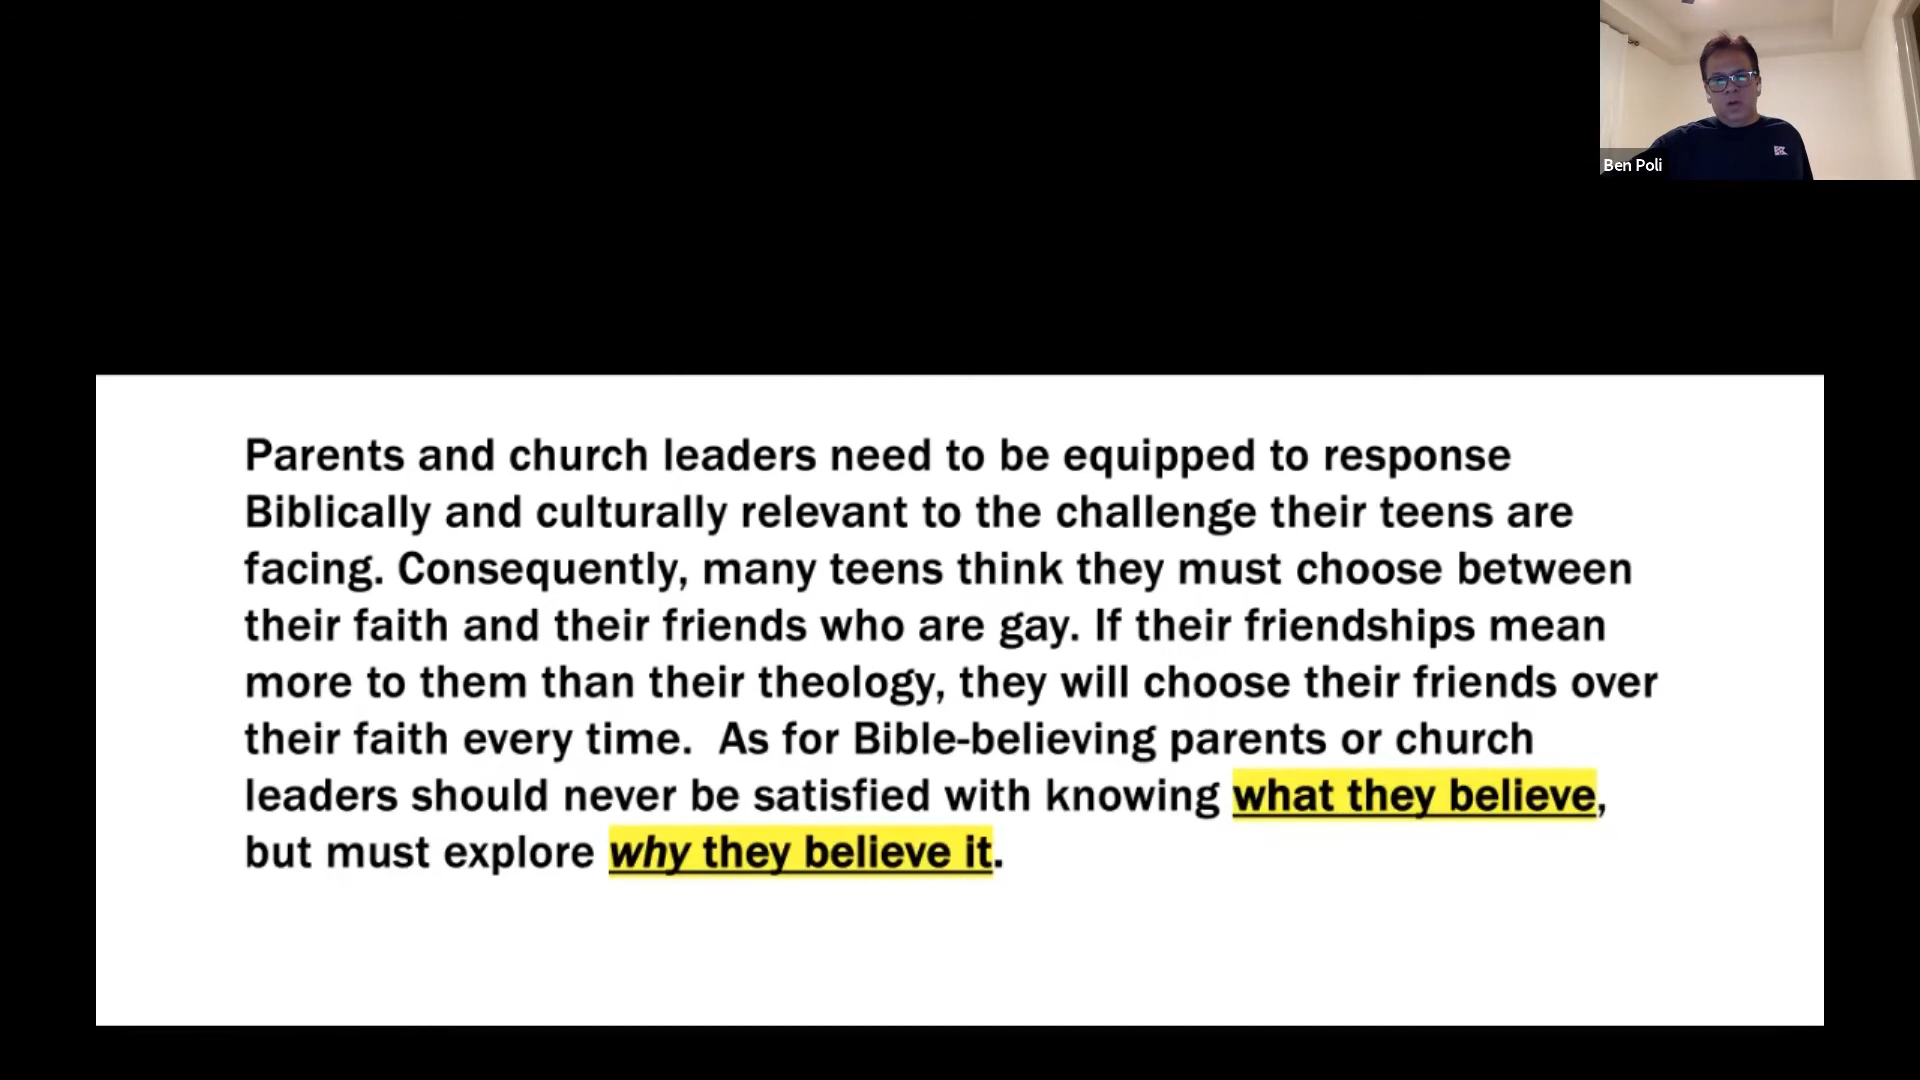 Ben Poli
Parents and church leaders need to be equipped to response
Biblically and culturally relevant to the challenge their teens are
facing. Consequently, many teens think they must choose between
their faith and their friends who are gay. If their friendships mean
more to them than their theology, they will choose their friends over
their faith every time.  As for Bible-believing parents or church
leaders should never be satisfied with knowing what they believe,
but must explore why they believe it.